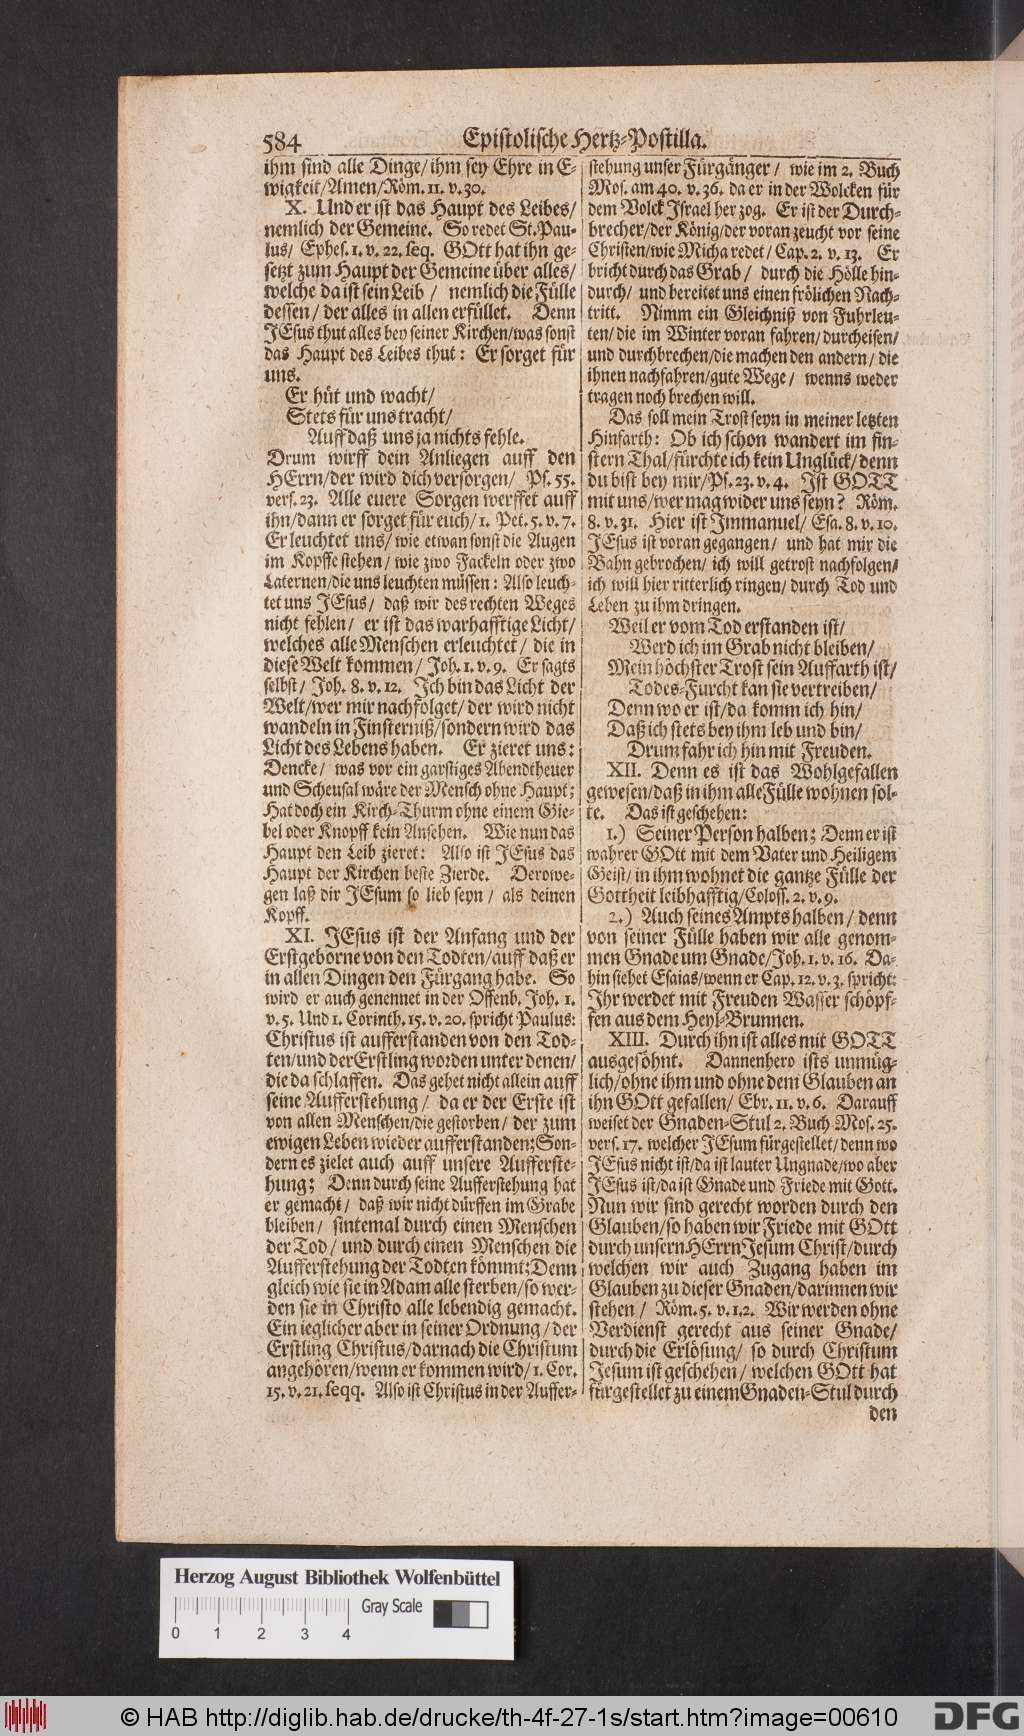 584 Epistolische Hertz-Postilla.
ihm sind alle Dinge/ ihm sey Ehre in E-
wigkeit/Amen/Röm. 11. v. 30.
X. Und er ist das Haupt des Leibes/
nemlich der Gemeine. So redet St. Pau-
lus/ Ephes. 1. v. 22. seq. GOtt hat ihn ge-
setzt zum Haupt der Gemeine über alles/
welche da ist sein Leib / nemlich die Fülle
dessen / der alles in allen erfüllet. Denn
JEsus thut alles bey seiner Kirchen/was sonst
das Haupt des Leibes thut: Er sorget für
uns.
Er hüt und wacht/
Stets für uns tracht/
Auff daß uns ja nichts fehle.
Drum wirff dein Anliegen auff den
HErrn/der wird dich versorgen/ Ps. 55.
vers. 23. Alle euere Sorgen werffet auff
ihn/dann er sorget für euch/1. Pet. 5. v. 7.
Er leuchtet uns/ wie etwan sonst die Augen
im Kopffe stehen/ wie zwo Fackeln oder zwo
Laternen/die uns leuchten müssen: Also leuch-
tet uns JEsus/ daß wir des rechten Weges
nicht fehlen/ er ist das warhafftige Licht/
welches alle Menschen erleuchtet / die in
diese Welt kommen/ Joh. 1. v. 9. Er sagts
selbst/ Joh. 8. v. 12. Jch bin das Licht der
Welt/wer mir nachfolget/ der wird nicht
wandeln in Finsterniß/sondern wird das
Licht des Lebens haben. Er zieret uns:
Dencke/ was vor ein garstiges Abendtheuer
und Scheusal wäre der Mensch ohne Haupt;
Hat doch ein Kirch-Thurm ohne einem Gie-
bel oder Knopff kein Ansehen. Wie nun das
Haupt den Leib zieret: Also ist JEsus das
Haupt der Kirchen beste Zierde. Derowe-
gen laß dir JEsum so lieb seyn / als deinen
Kopff.
XI. JEsus ist der Anfang und der
Erstgeborne von den Todten/auff daß er
in allen Dingen den Fürgang habe. So
wird er auch genennet in der Offenb. Joh. 1.
v. 5. Und 1. Corinth. 15. v. 20. spricht Paulus:
Christus ist aufferstanden von den Tod-
ten/und der Erstling worden unter denen/
die da schlaffen. Das gehet nicht allein auff
seine Aufferstehung / da er der Erste ist
von allen Menschen/die gestorben/ der zum
ewigen Leben wieder aufferstanden; Son-
dern es zielet auch auff unsere Aufferste-
hung; Denn durch seine Aufferstehung hat
er gemacht/ daß wir nicht dürffen im Grabe
bleiben/ sintemal durch einen Menschen
der Tod / und durch einen Menschen die
Aufferstehung der Todten kömmt: Denn
gleich wie sie in Adam alle sterben/so wer-
den sie in Christo alle lebendig gemacht.
Ein ieglicher aber in seiner Ordnung / der
Erstling Christus/darnach die Christum
angehören/wenn er kommen wird/ 1. Cor.
15. v. 21. seqq. Also ist Christus in der Auffer-
stehung unser Fürgänger / wie im 2. Buch
Mos. am 40. v. 36. da er in der Wolcken für
dem Volck Jsrael her zog. Er ist der Durch-
brecher/der König/der voran zeucht vor seine
Christen/wie Micha redet/ Cap. 2. v. 13. Er
bricht durch das Grab / durch die Hölle hin-
durch/ und bereitet uns einen frölichen Nach-
tritt. Nimm ein Gleichniß von Fuhrleu-
ten/die im Winter voran fahren/durcheisen/
und durchbrechen/die machen den andern/ die
ihnen nachfahren/gute Wege / wenns weder
tragen noch brechen will.
Das soll mein Trost seyn in meiner letzten
Hinfarth: Ob ich schon wandert im fin-
stern Thal/fürchte ich kein Unglück/denn
du bist bey mir/Ps. 23. v. 4. Jst GOTT
mit uns/wer mag wider uns seyn? Röm.
8. v. 31. Hier ist Jmmanuel/ Esa. 8. v. 10.
JEsus ist voran gegangen/ und hat mir die
Bahn gebrochen/ ich will getrost nachfolgen/
ich will hier ritterlich ringen/ durch Tod und
Leben zu ihm dringen.
Weil er vom Tod erstanden ist/
Werd ich im Grab nicht bleiben/
Mein höchster Trost sein Auffarth ist/
Todes-Furcht kan sie vertreiben/
Denn wo er ist/da komm ich hin/
Daß ich stets bey ihm leb und bin/
Drum fahr ich hin mit Freuden.
XII. Denn es ist das Wohlgefallen
gewesen/daß in ihm alle Fülle wohnen sol-
te. Das ist geschehen:
1.) Seiner Person halben; Denn er ist
wahrer GOtt mit dem Vater und Heiligem
Geist/ in ihm wohnet die gantze Fülle der
Gottheit leibhafftig/Coloss. 2. v. 9.
2.) Auch seines Ampts halben/ denn
von seiner Fülle haben wir alle genom-
men Gnade um Gnade/Joh. 1. v. 16. Da-
hin siehet Esaias/wenn er Cap. 12. v. 3. spricht:
Jhr werdet mit Freuden Wasser schöpf-
fen aus dem Heyl-Brunnen.
XIII. Durch ihn ist alles mit GOTT
ausgesöhnt. Dannenhero ists unmüg-
lich/ohne ihm und ohne dem Glauben an
ihn GOtt gefallen/ Ebr. 11. v. 6. Darauff
weiset der Gnaden-Stul 2. Buch Mos. 25.
vers. 17. welcher JEsum fürgestellet/denn wo
JEsus nicht ist/da ist lauter Ungnade/wo aber
JEsus ist/da ist Gnade und Friede mit Gott.
Nun wir sind gerecht worden durch den
Glauben/so haben wir Friede mit GOtt
durch unsern HErrn Jesum Christ/durch
welchen wir auch Zugang haben im
Glauben zu dieser Gnaden/darinnen wir
stehen / Röm. 5. v. 1.2. Wir werden ohne
Verdienst gerecht aus seiner Gnade/
durch die Erlösung/ so durch Christum
Jesum ist geschehen/ welchen GOtt hat
fürgestellet zu einem Gnaden-Stul durch
den
Herzog August Bibliothek Wolfenbüttel
Gray Scale
0 1 2 3 4
© HAB http://diglib.hab.de/drucke/th-4f-27-1s/start.htm?image=00610
DFG